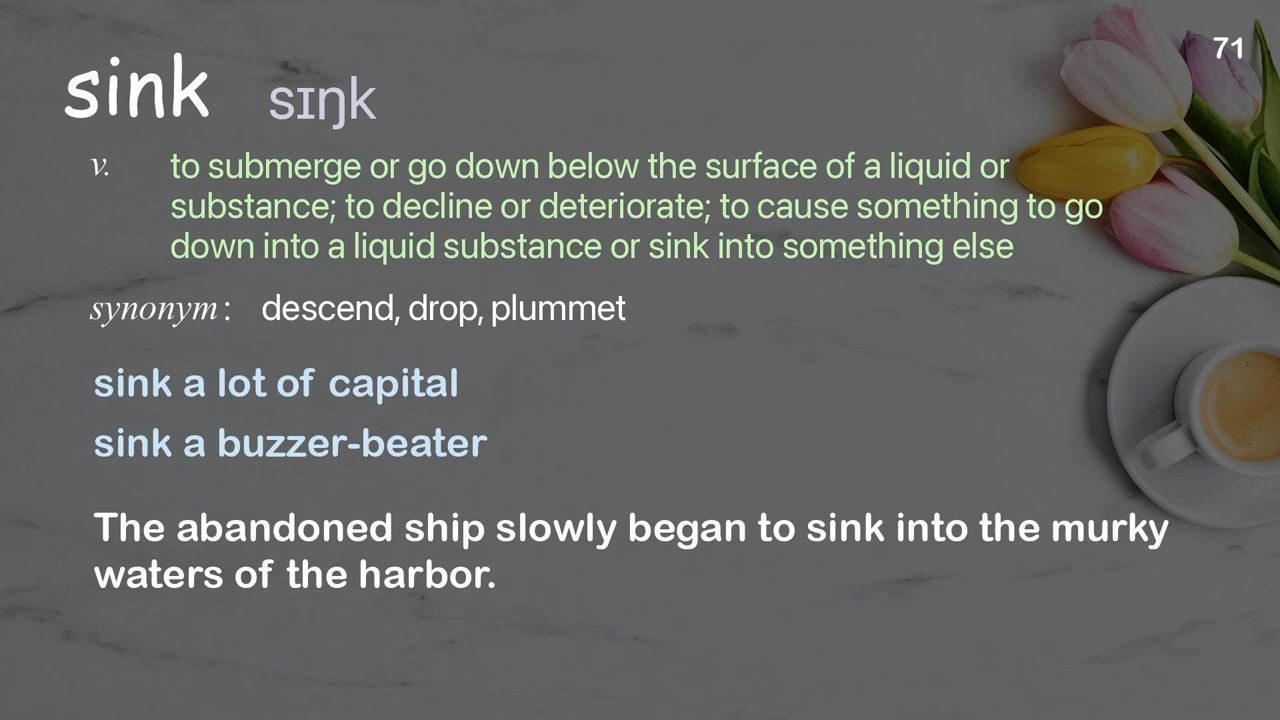 71
sink sɪŋk
v. to submerge or go down below the surface of a liquid or
substance; to decline or deteriorate; to cause something to go
down into a liquid substance or sink into something else
synonym: descend, drop, plummet
sink a lot of capital
sink a buzzer-beater
The abandoned ship slowly began to sink into the murky
waters of the harbor.